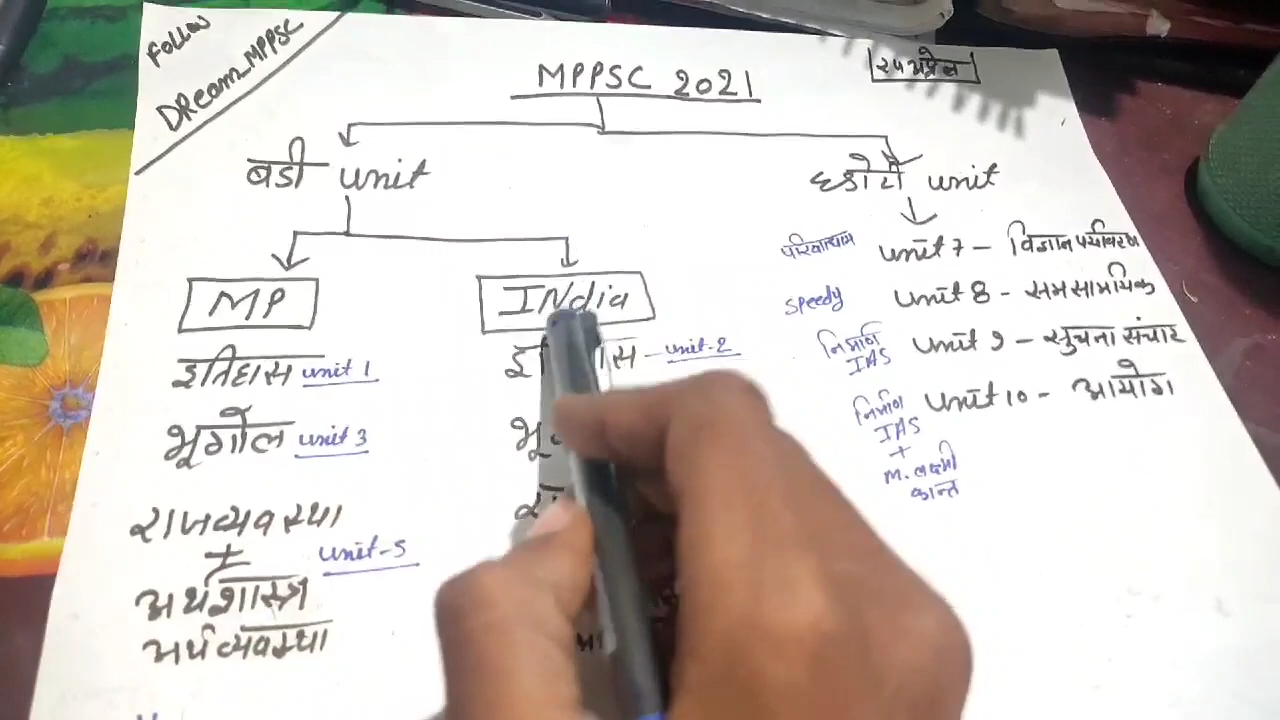 FOLLOW
DReam_MPPSC
MPPSC 2021
२५ अप्रैल
बडी unit
छोटी unit
MP
INdia
इतिहास unit 1
भूगोल unit 3
राजव्यवस्था
+
unit-5
अर्थशास्त्र
अर्थव्यवस्था
unit-2
परिवायाम unit 7 - विज्ञान पर्यावरण
Speedy unit 8 - समसामयिक
निर्माण IAS unit 9 - सुचना संचार
निर्माण IAS unit 10 - आयोग
+
M. लक्ष्मी
कान्त